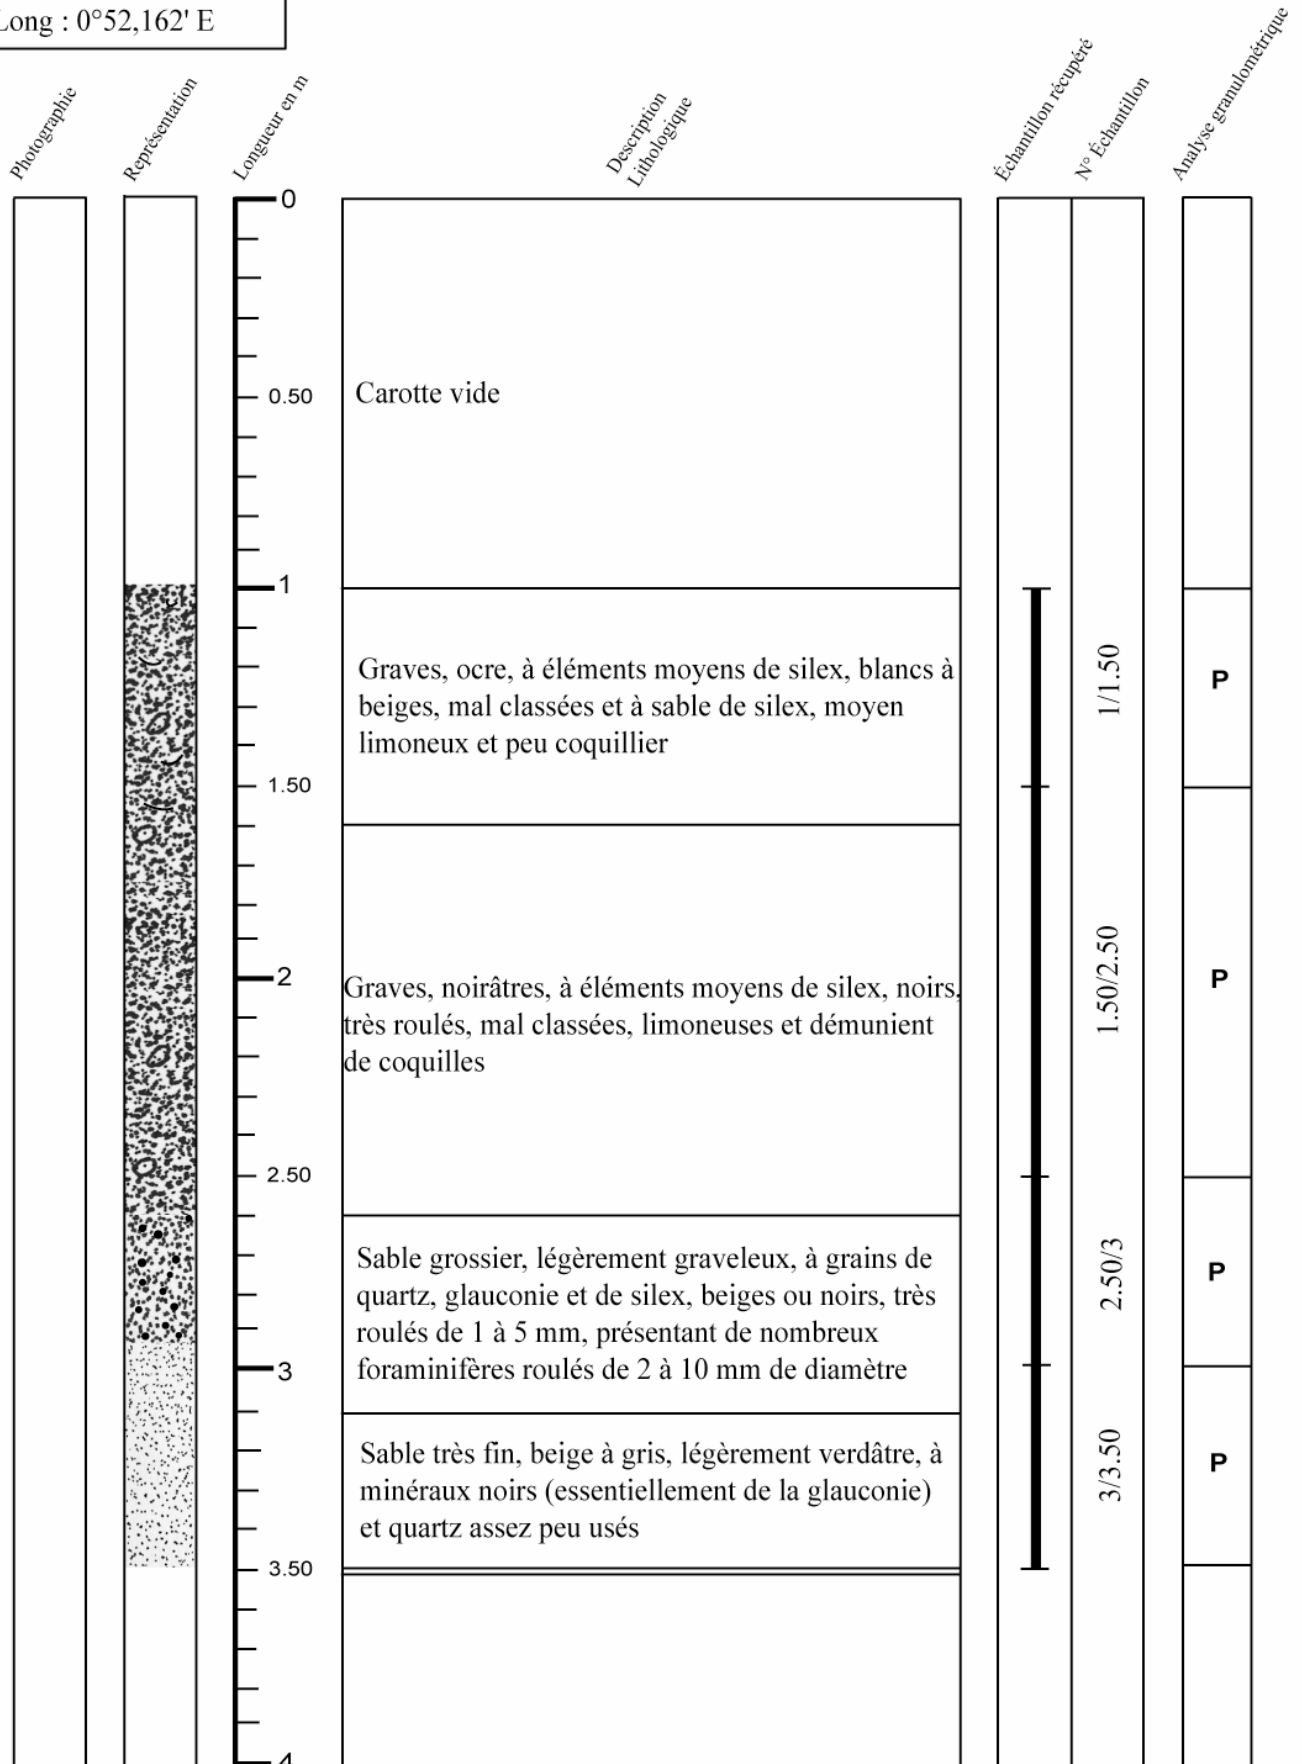 Long : 0°52,162' E
Photographie
Représentation
Longueur en m
Description
Lithologique
Échantillon récupéré
N° Échantillon
Analyse granulométrique
0
0.50
Carotte vide
1
Graves, ocre, à éléments moyens de silex, blancs à
beiges, mal classées et à sable de silex, moyen
limoneux et peu coquillier
1/1.50
P
1.50
2
Graves, noirâtres, à éléments moyens de silex, noirs,
très roulés, mal classées, limoneuses et démunient
de coquilles
1.50/2.50
P
2.50
Sable grossier, légèrement graveleux, à grains de
quartz, glauconie et de silex, beiges ou noirs, très
roulés de 1 à 5 mm, présentant de nombreux
foraminifères roulés de 2 à 10 mm de diamètre
2.50/3
P
3
Sable très fin, beige à gris, légèrement verdâtre, à
minéraux noirs (essentiellement de la glauconie)
et quartz assez peu usés
3/3.50
P
3.50
4